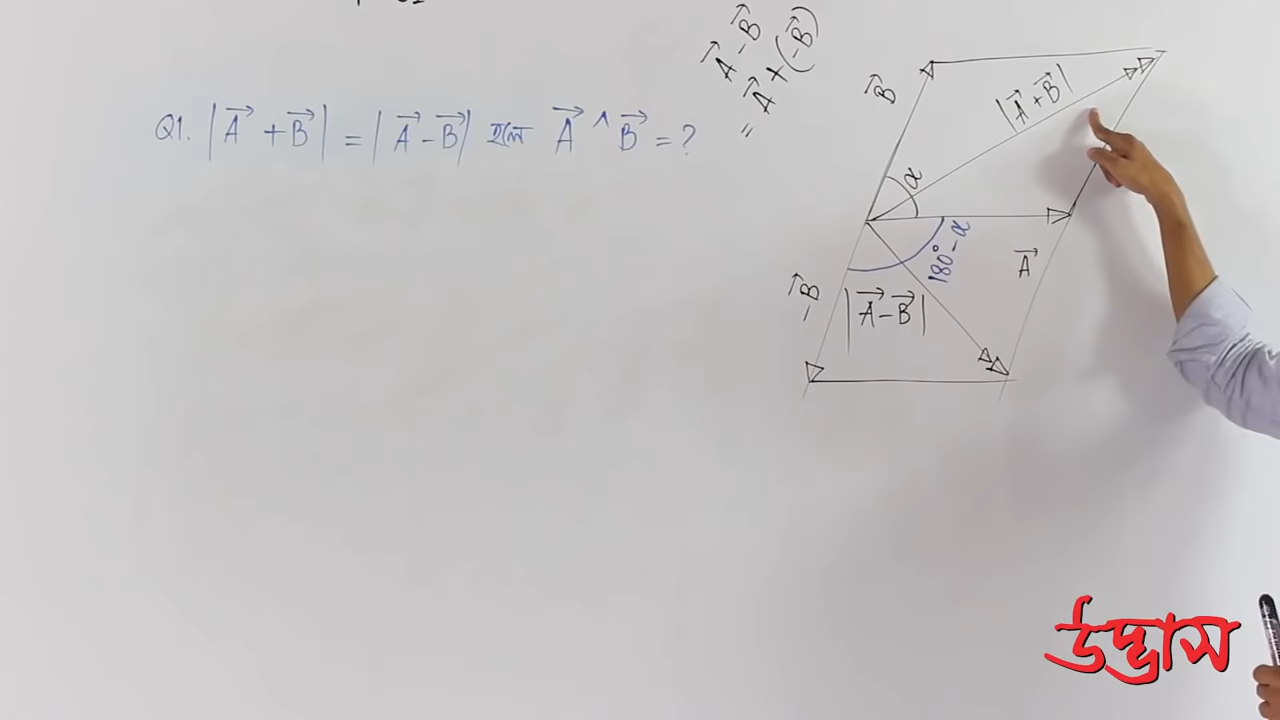 Q1. |A⃗ + B⃗| = |A⃗ - B⃗| হলে A⃗ ^ B⃗ = ?
A⃗ - B⃗
= A⃗ + (-B⃗)
B⃗
|A⃗ + B⃗|
α
A⃗
180° - α
-B⃗
|A⃗ - B⃗|
উদ্ভাস